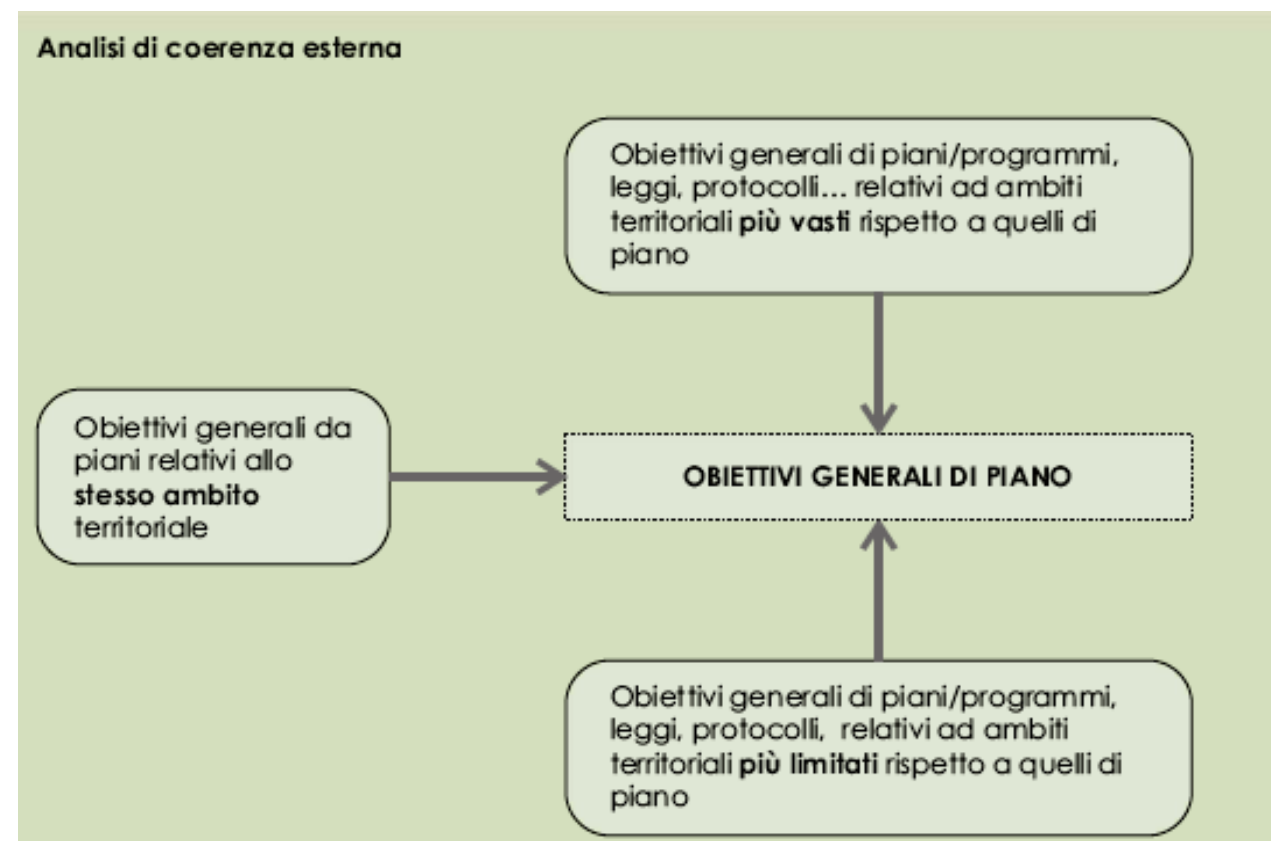 Analisi di coerenza esterna
Obiettivi generali di piani/programmi,
leggi, protocolli... relativi ad ambiti
territoriali più vasti rispetto a quelli di
piano
Obiettivi generali da
piani relativi allo
stesso ambito
territoriale
OBIETTIVI GENERALI DI PIANO
Obiettivi generali di piani/programmi,
leggi, protocolli, relativi ad ambiti
territoriali più limitati rispetto a quelli di
piano